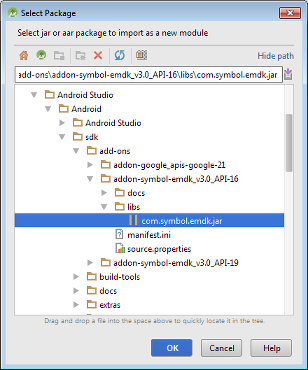 Select Package
Select jar or aar package to import as a new module
Hide path
add-ons\addon-symbol-emdk_v3.0_API-16\libs\com.symbol.emdk.jar
Android Studio
Android
Android Studio
sdk
add-ons
addon-google_apis-google-21
addon-symbol-emdk_v3.0_API-16
docs
libs
com.symbol.emdk.jar
manifest.ini
source.properties
addon-symbol-emdk_v3.0_API-19
build-tools
docs
extras
Drag and drop a file into the space above to quickly locate it in the tree.
OK Cancel Help